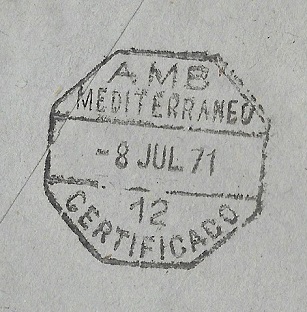 AMB
MEDITERRANEO
-8 JUL 71
12
CERTIFICADO